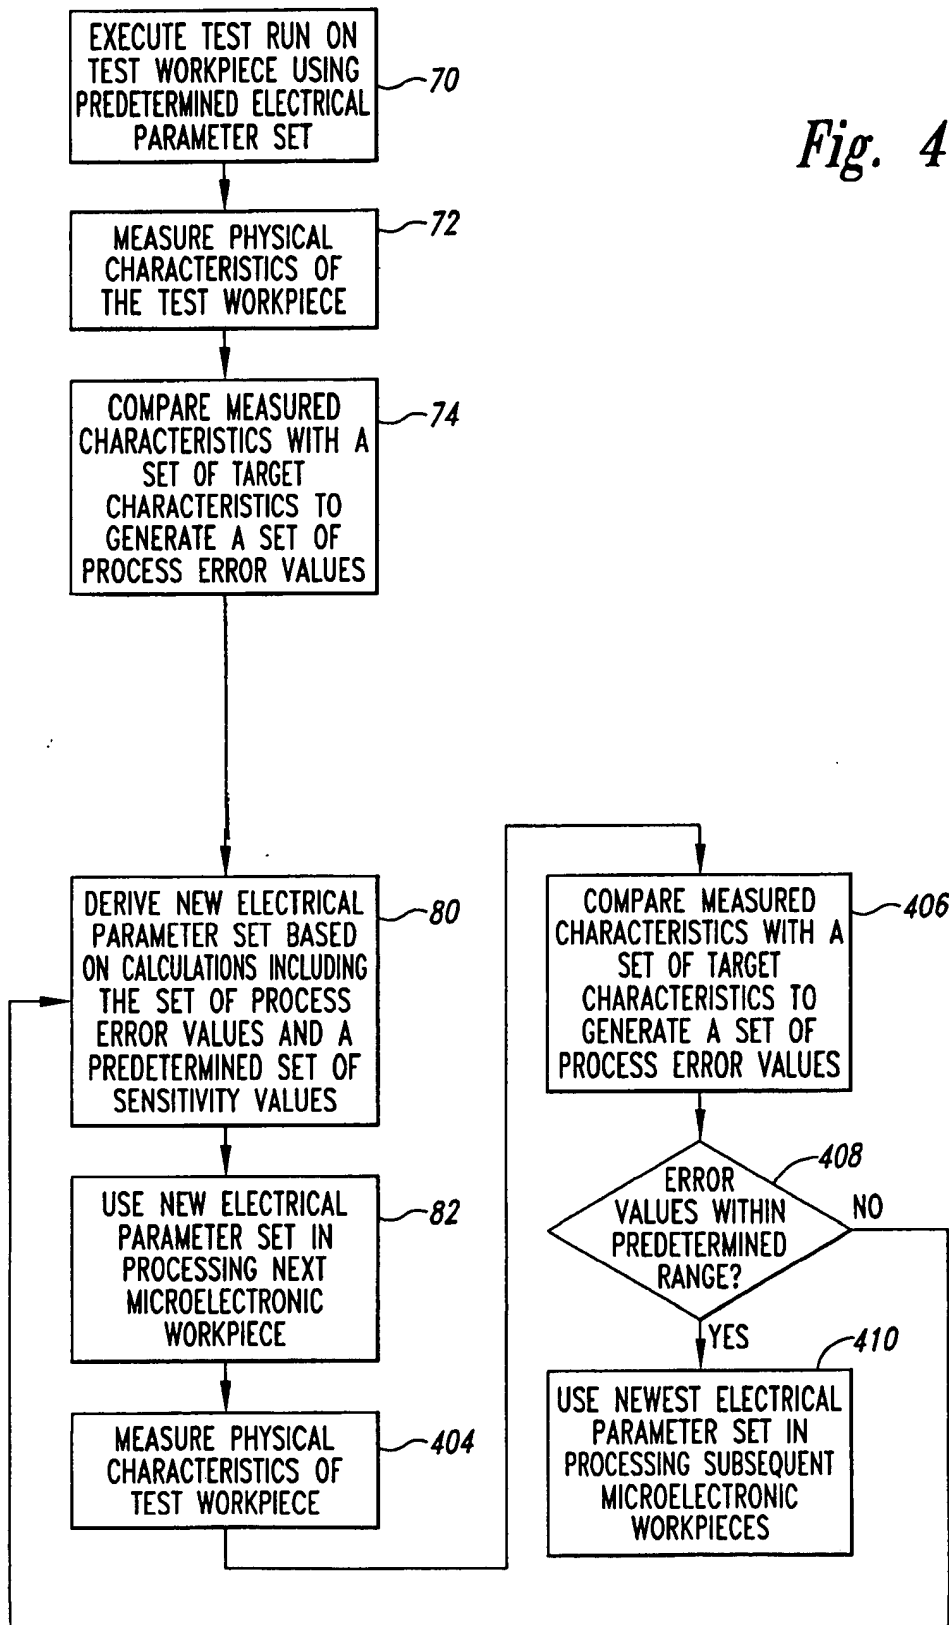 EXECUTE TEST RUN ON
TEST WORKPIECE USING
PREDETERMINED ELECTRICAL
PARAMETER SET
70
Fig. 4
MEASURE PHYSICAL
CHARACTERISTICS OF
THE TEST WORKPIECE
72
COMPARE MEASURED
CHARACTERISTICS WITH A
SET OF TARGET
CHARACTERISTICS TO
GENERATE A SET OF
PROCESS ERROR VALUES
74
DERIVE NEW ELECTRICAL
PARAMETER SET BASED
ON CALCULATIONS INCLUDING
THE SET OF PROCESS
ERROR VALUES AND A
PREDETERMINED SET OF
SENSITIVITY VALUES
80
USE NEW ELECTRICAL
PARAMETER SET IN
PROCESSING NEXT
MICROELECTRONIC
WORKPIECE
82
MEASURE PHYSICAL
CHARACTERISTICS OF
TEST WORKPIECE
404
COMPARE MEASURED
CHARACTERISTICS WITH A
SET OF TARGET
CHARACTERISTICS TO
GENERATE A SET OF
PROCESS ERROR VALUES
406
ERROR
VALUES WITHIN
PREDETERMINED
RANGE?
408
NO
YES
USE NEWEST ELECTRICAL
PARAMETER SET IN
PROCESSING SUBSEQUENT
MICROELECTRONIC
WORKPIECES
410